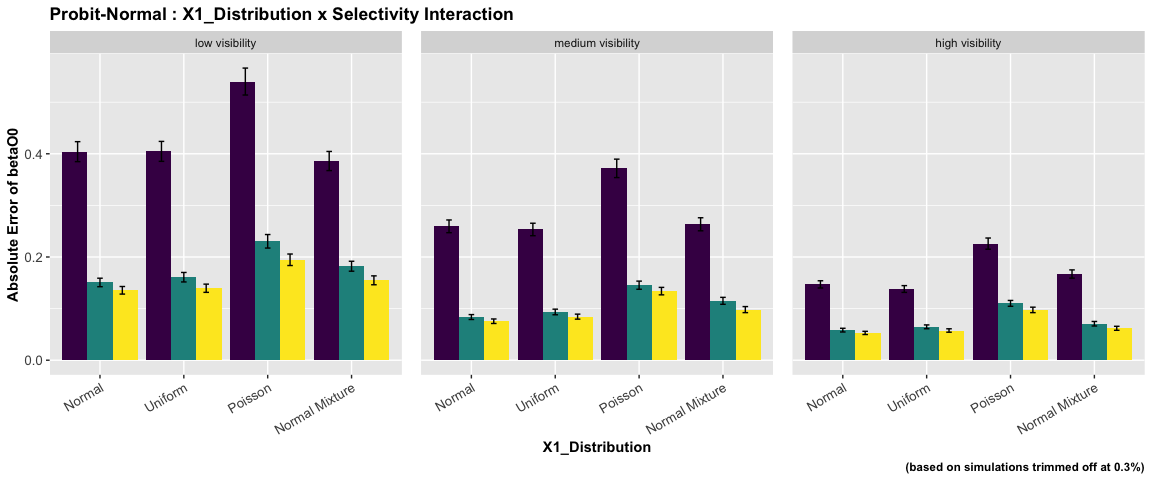 Probit-Normal : X1_Distribution x Selectivity Interaction
low visibility
medium visibility
high visibility
Absolute Error of betaO0
0.4
0.2
0.0
Normal
Uniform
Poisson
Normal Mixture
Normal
Uniform
Poisson
Normal Mixture
Normal
Uniform
Poisson
Normal Mixture
X1_Distribution
(based on simulations trimmed off at 0.3%)